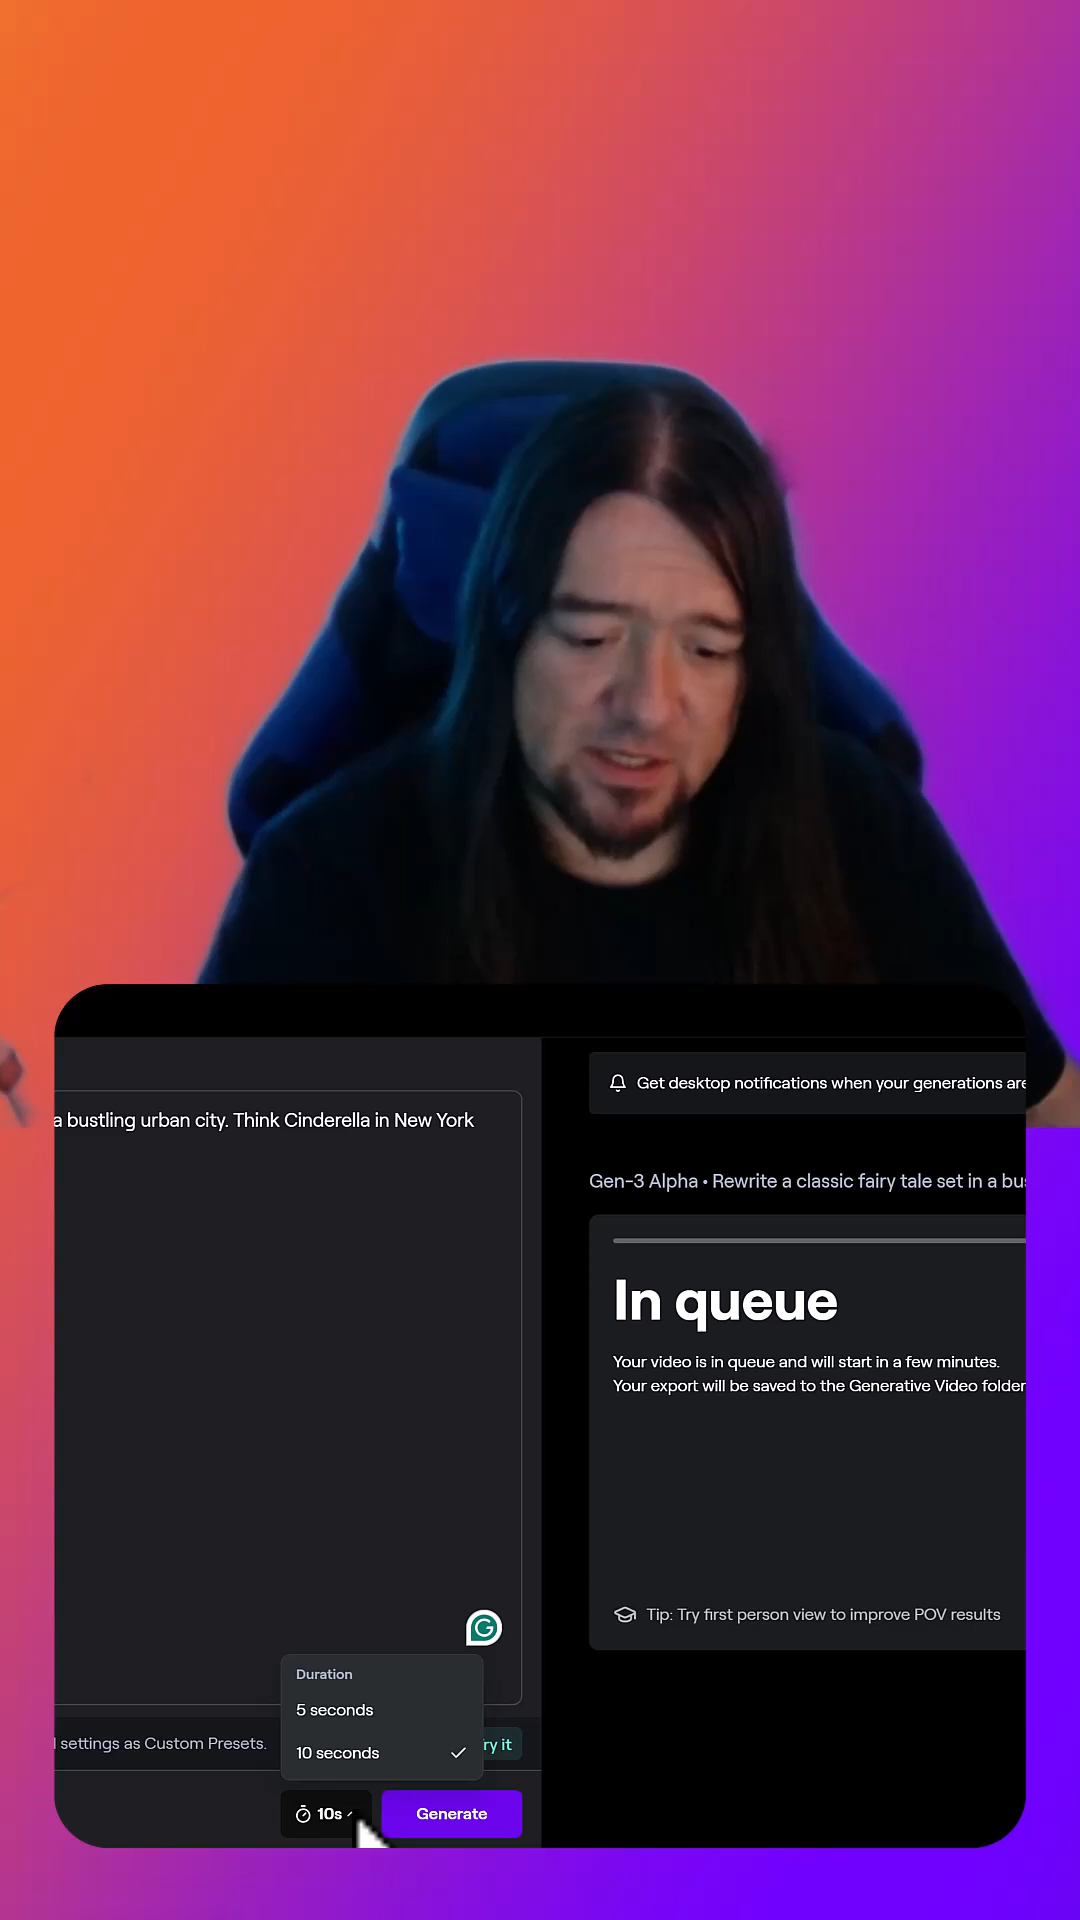 a bustling urban city. Think Cinderella in New York
Get desktop notifications when your generations are
Gen-3 Alpha • Rewrite a classic fairy tale set in a bus
In queue
Your video is in queue and will start in a few minutes.
Your export will be saved to the Generative Video folder
Tip: Try first person view to improve POV results
Duration
5 seconds
10 seconds
settings as Custom Presets.
ry it
10s
Generate